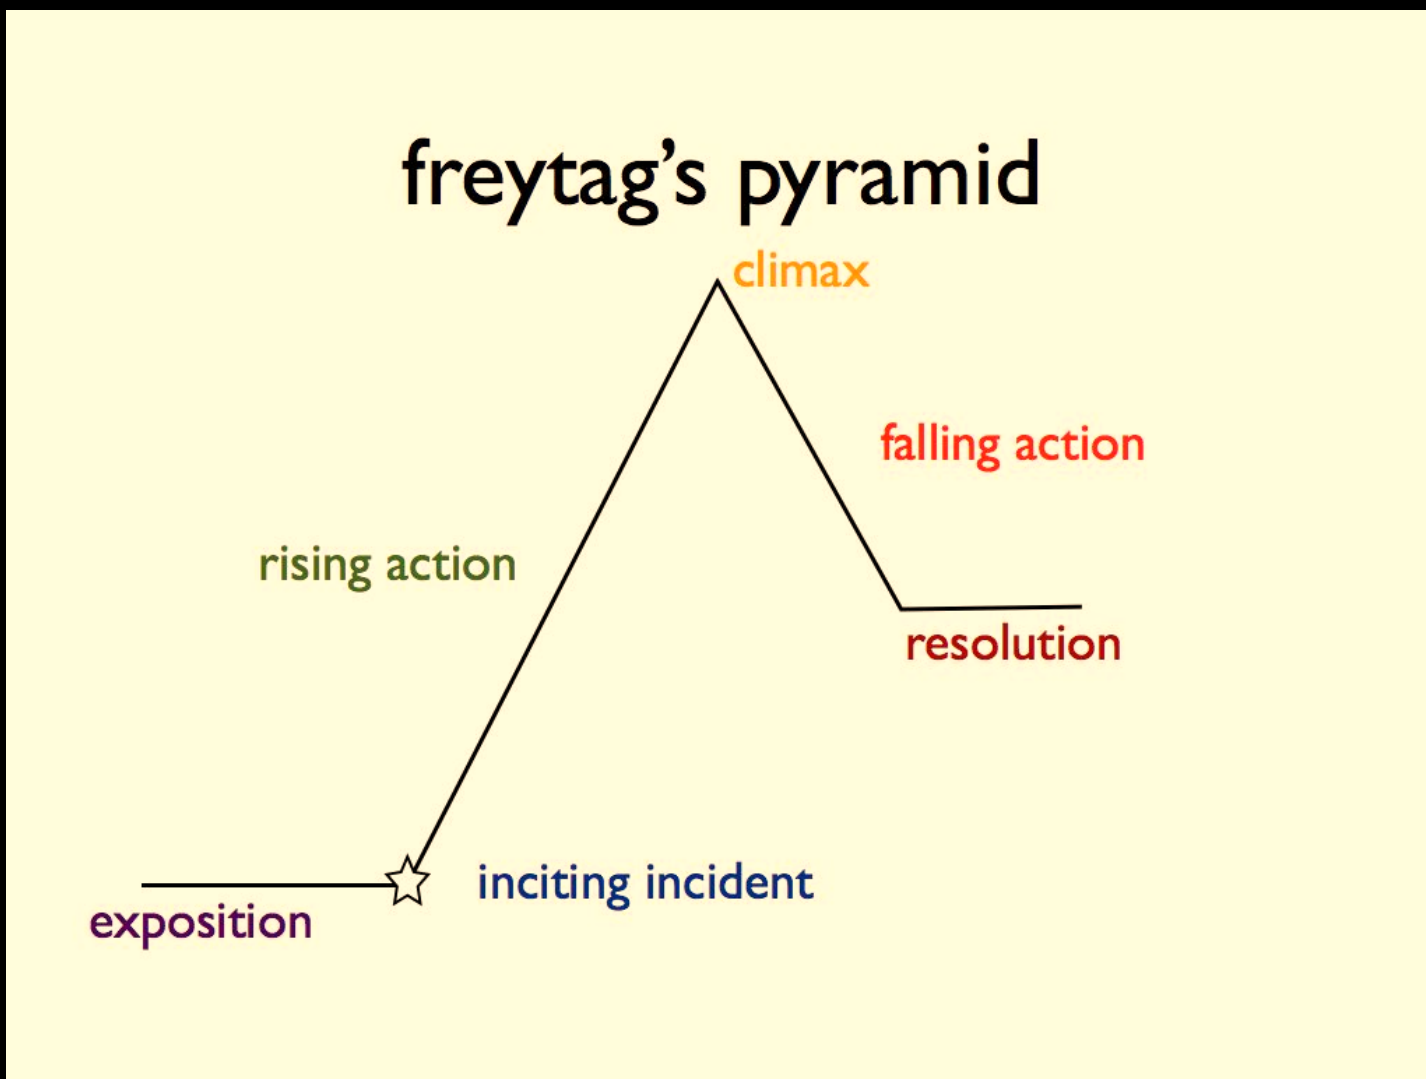 freytag's pyramid
climax
falling action
rising action
resolution
inciting incident
exposition